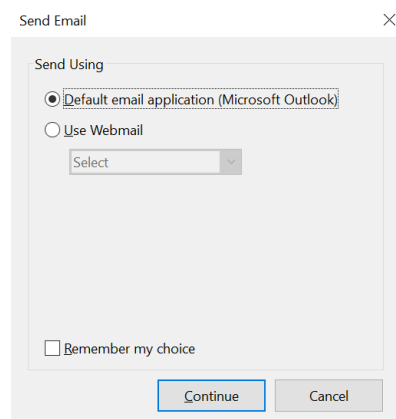 Send Email
Send Using
Default email application (Microsoft Outlook)
Use Webmail
Select
Remember my choice
Continue
Cancel